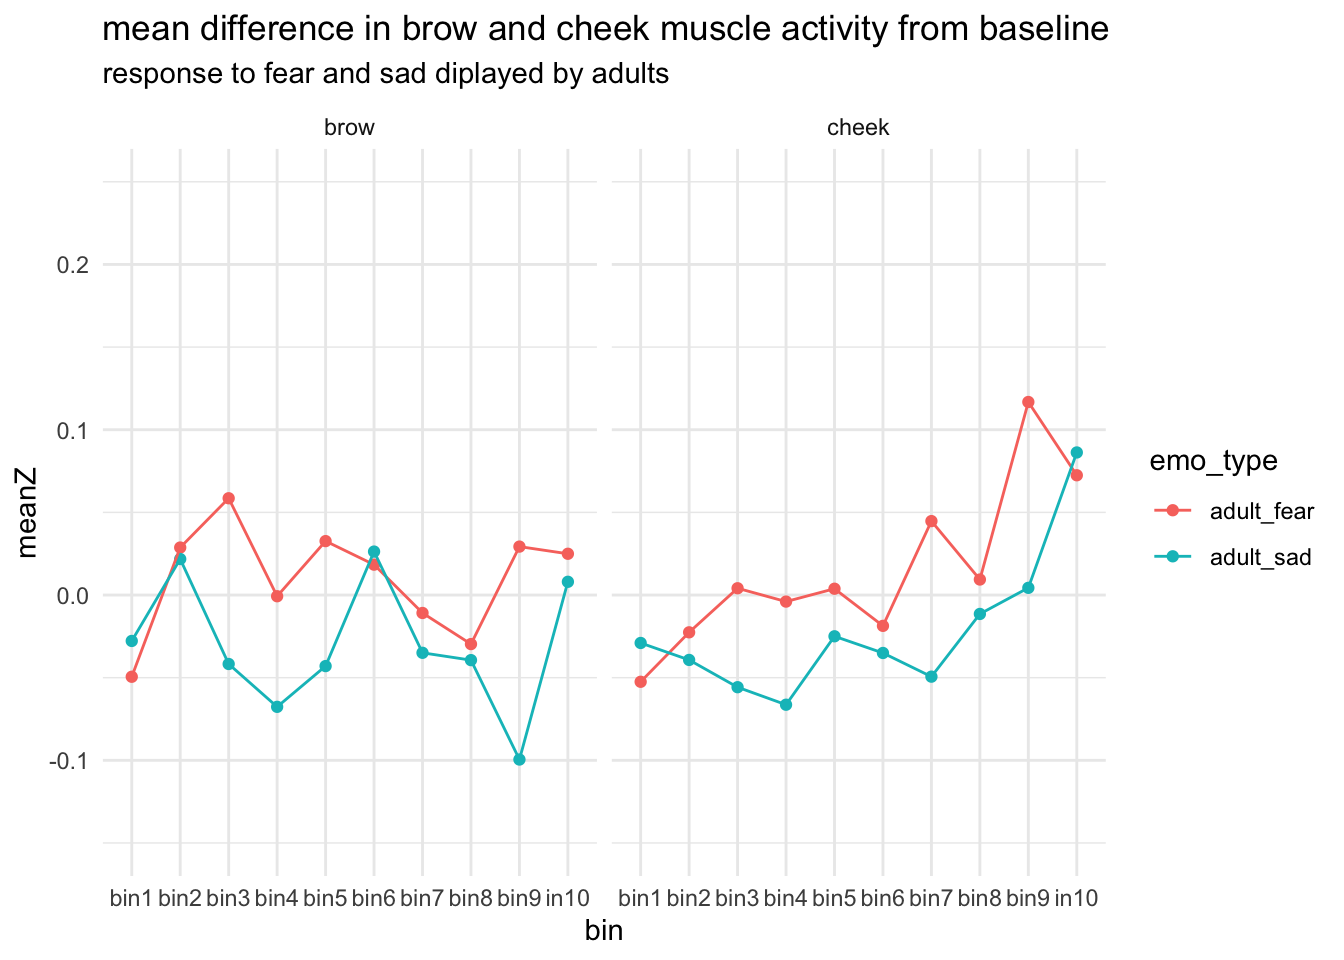 mean difference in brow and cheek muscle activity from baseline
response to fear and sad diplayed by adults
brow
cheek
0.2
0.1
0.0
-0.1
meanZ
bin1 bin2 bin3 bin4 bin5 bin6 bin7 bin8 bin9 in10
bin1 bin2 bin3 bin4 bin5 bin6 bin7 bin8 bin9 in10
bin
emo_type
adult_fear
adult_sad